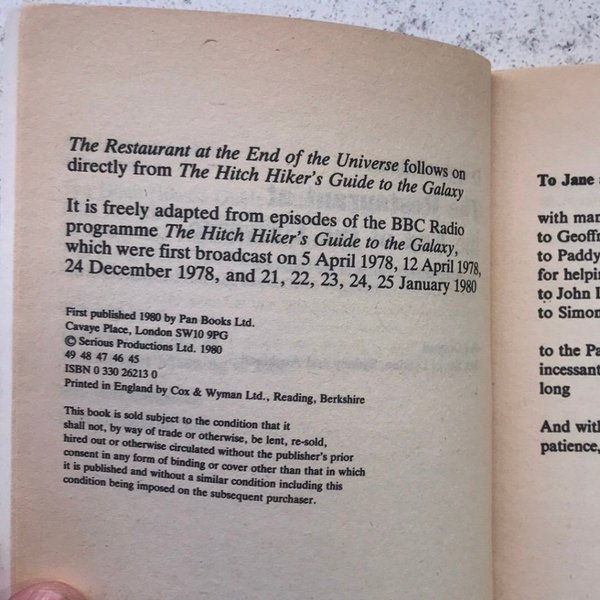 The Restaurant at the End of the Universe follows on
directly from The Hitch Hiker's Guide to the Galaxy
It is freely adapted from episodes of the BBC Radio
programme The Hitch Hiker's Guide to the Galaxy,
which were first broadcast on 5 April 1978, 12 April 1978,
24 December 1978, and 21, 22, 23, 24, 25 January 1980
First published 1980 by Pan Books Ltd.
Cavaye Place, London SW10 9PG
© Serious Productions Ltd. 1980
49 48 47 46 45
ISBN 0 330 26213 0
Printed in England by Cox & Wyman Ltd., Reading, Berkshire
This book is sold subject to the condition that it
shall not, by way of trade or otherwise, be lent, re-sold,
hired out or otherwise circulated without the publisher's prior
consent in any form of binding or cover other than that in which
it is published and without a similar condition including this
condition being imposed on the subsequent purchaser.
To Jane
with
to
to Paddy
for
to John
to Simon
to the
incessant
long
And
patience,